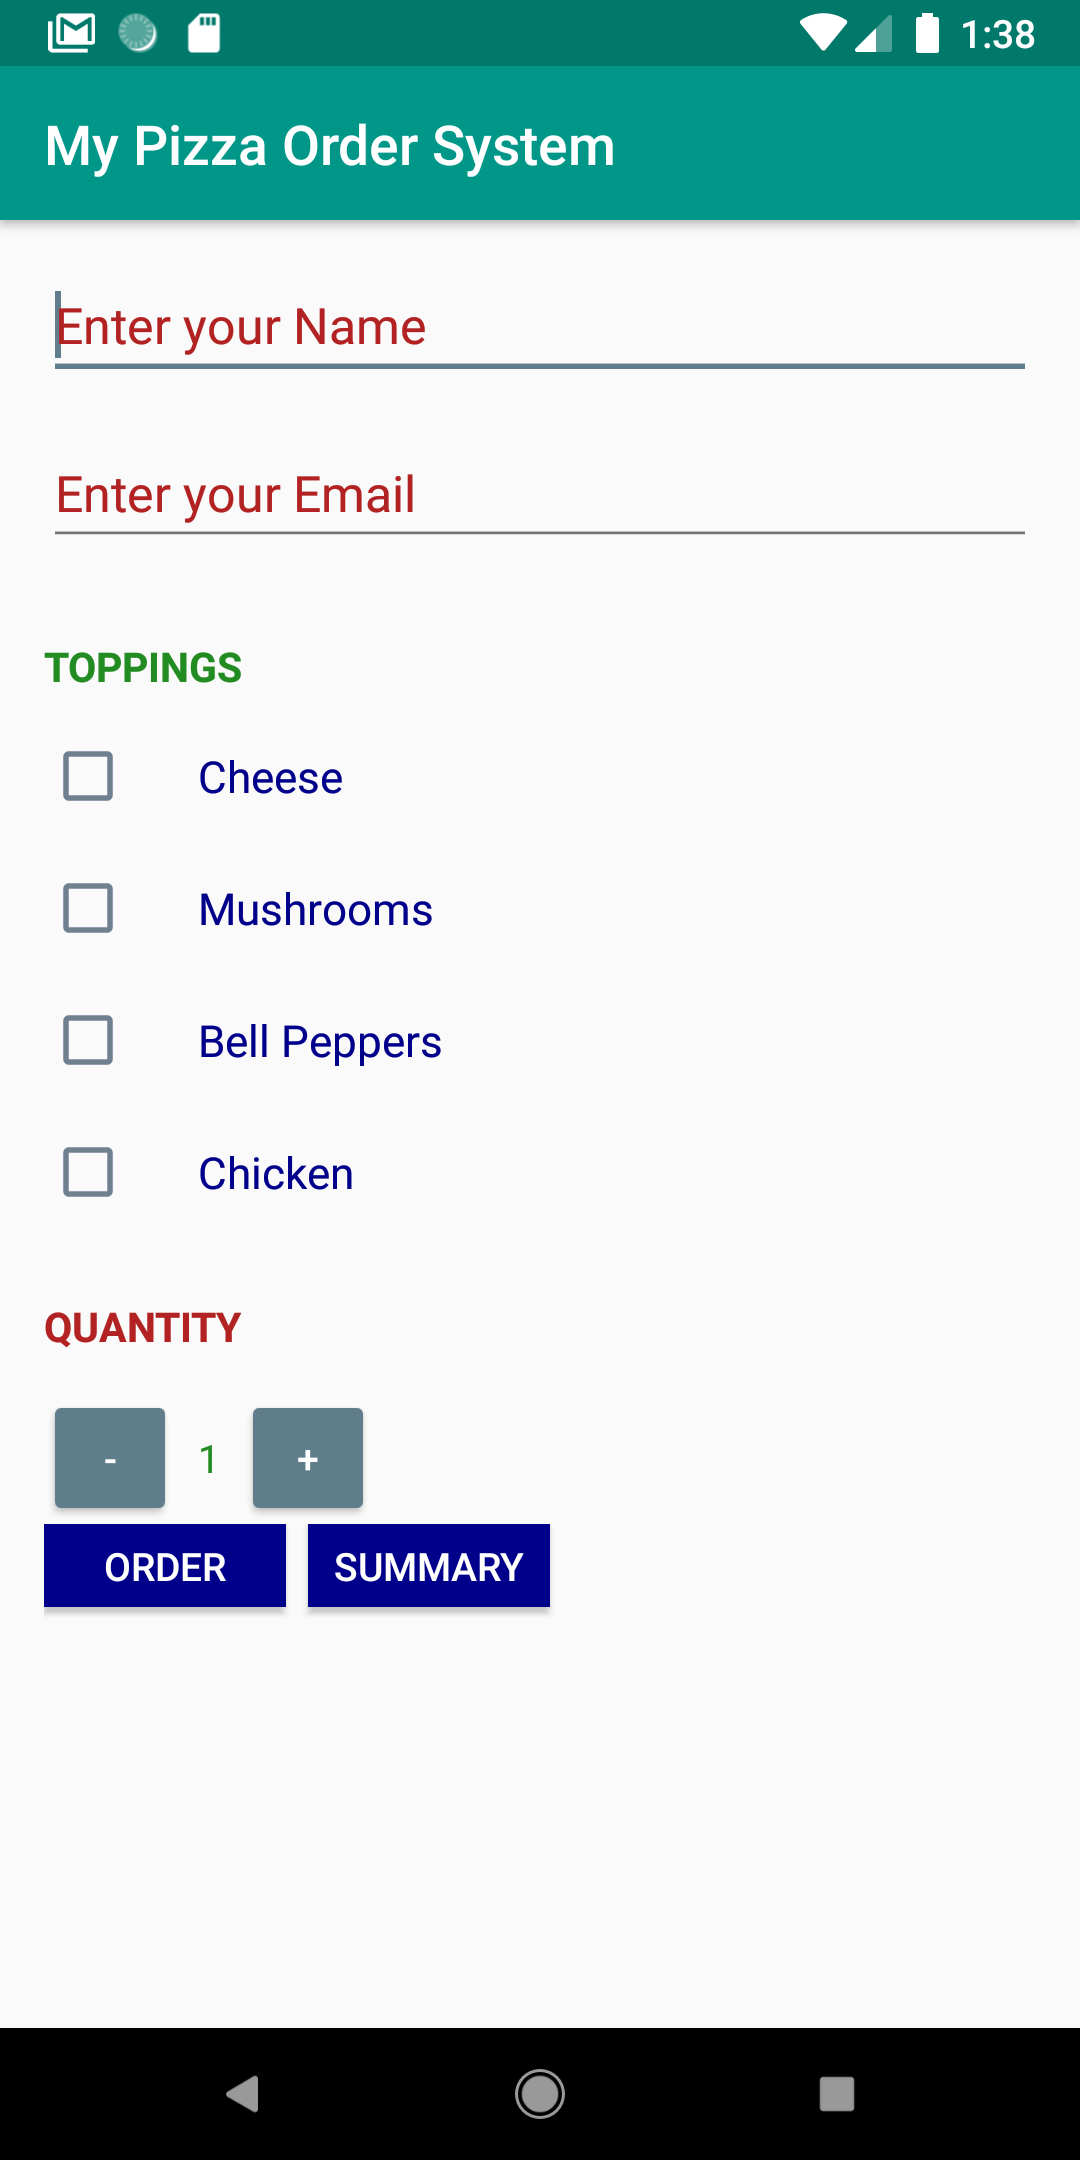 1:38
My Pizza Order System
Enter your Name
Enter your Email
TOPPINGS
Cheese
Mushrooms
Bell Peppers
Chicken
QUANTITY
- 1 +
ORDER SUMMARY